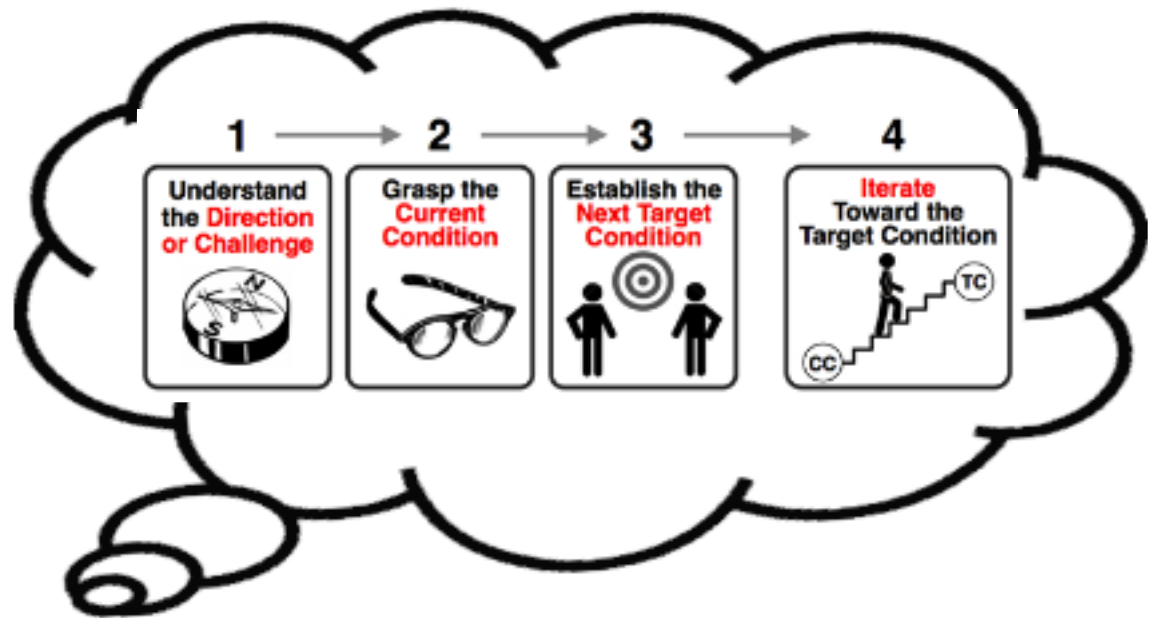 1
2
3
4
Understand
the Direction
or Challenge
N
S
Grasp the
Current
Condition
Establish the
Next Target
Condition
Iterate
Toward the
Target Condition
TC
CC